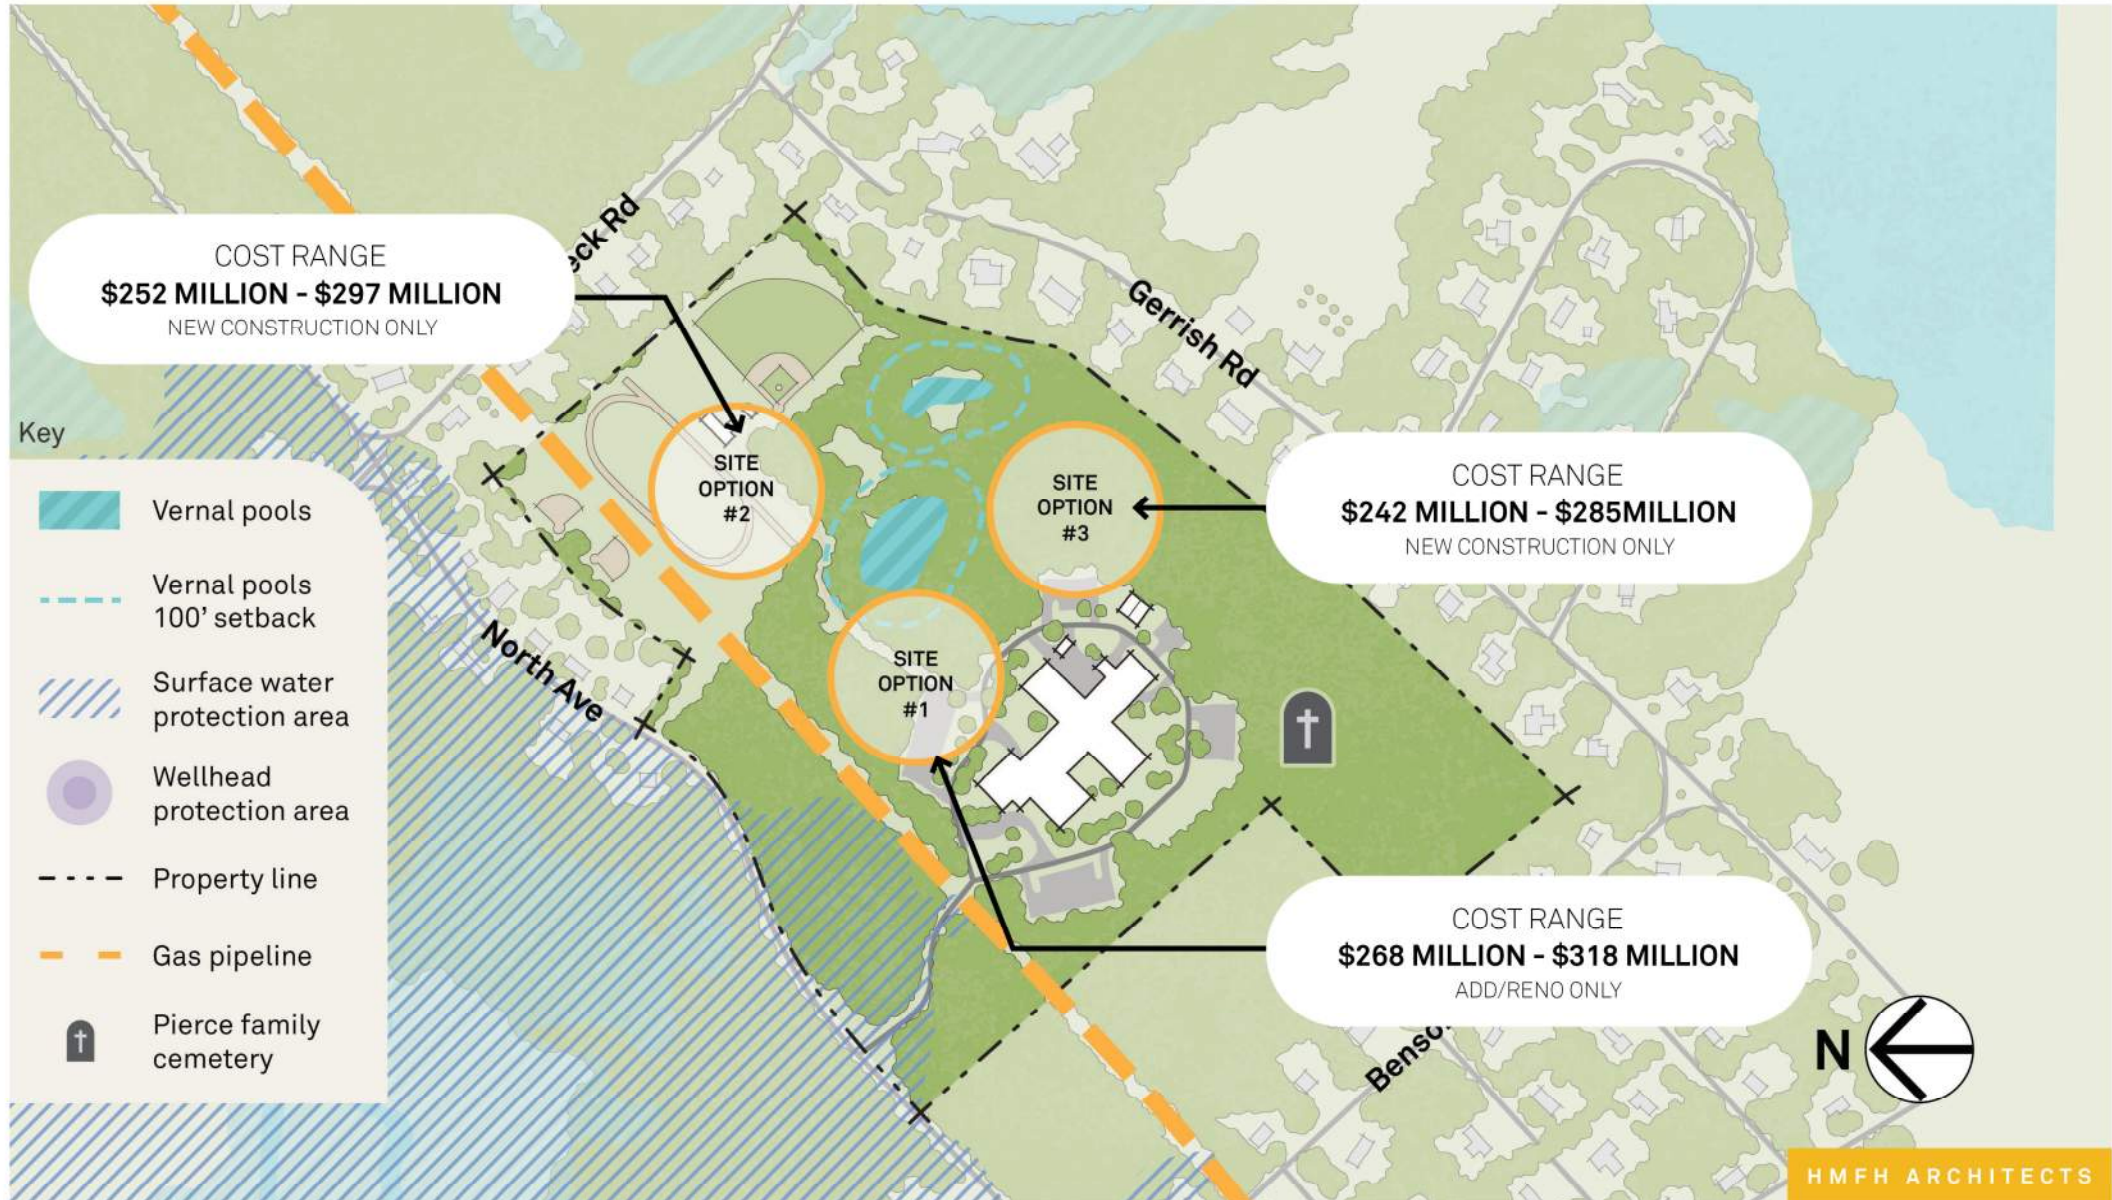 eck Rd
COST RANGE
$252 MILLION - $297 MILLION
NEW CONSTRUCTION ONLY
Gerrish Rd
Key
Vernal pools
Vernal pools
100' setback
Surface water
protection area
Wellhead
protection area
Property line
Gas pipeline
Pierce family
cemetery
SITE
OPTION
#2
SITE
OPTION
#3
COST RANGE
$242 MILLION - $285MILLION
NEW CONSTRUCTION ONLY
North Ave
SITE
OPTION
#1
COST RANGE
$268 MILLION - $318 MILLION
ADD/RENO ONLY
Benso
N
HMFH ARCHITECTS